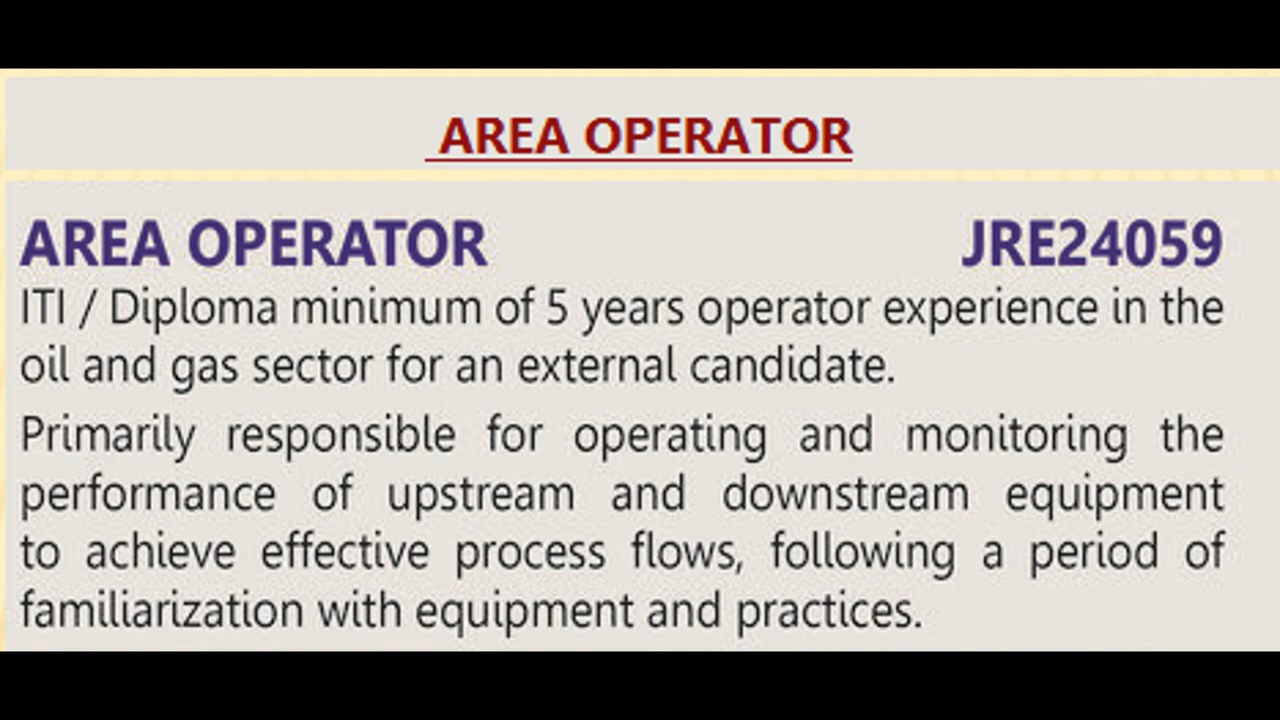 AREA OPERATOR
AREA OPERATOR JRE24059
ITI / Diploma minimum of 5 years operator experience in the
oil and gas sector for an external candidate.
Primarily responsible for operating and monitoring the
performance of upstream and downstream equipment
to achieve effective process flows, following a period of
familiarization with equipment and practices.